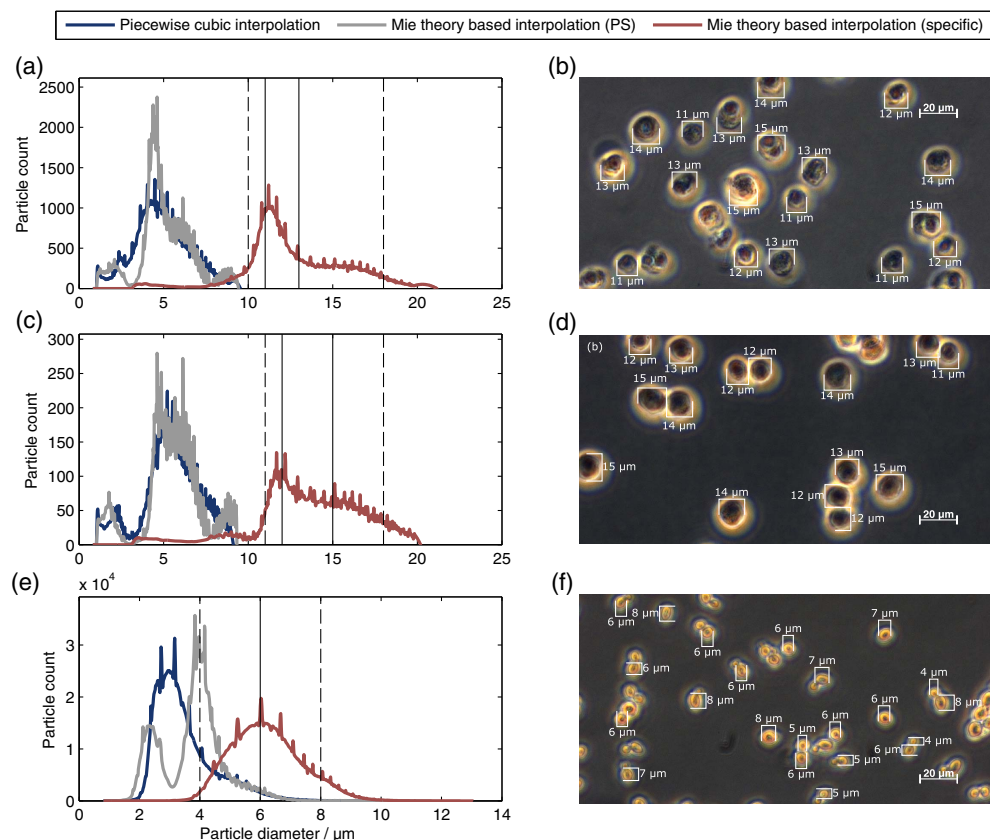 Piecewise cubic interpolation Mie theory based interpolation (PS) Mie theory based interpolation (specific)
(a)
Particle count
2500
2000
1500
1000
500
0
0 5 10 15 20 25
(b)
14 µm
12 µm
20 µm
11 µm
13 µm
14 µm
15 µm
13 µm
13 µm
13 µm
14 µm
15 µm
11 µm
15 µm
12 µm
12 µm
13 µm
11 µm
11 µm
(c)
Particle count
300
250
200
150
100
50
0
0 5 10 15 20 25
(d)
(b)
12 µm
13 µm
12 µm
12 µm
14 µm
13 µm
11 µm
15 µm
14 µm
15 µm
13 µm
15 µm
14 µm
12 µm
12 µm
20 µm
(e)
x 10⁴
Particle count
3
2
1
0
0 2 4 6 8 10 12 14
Particle diameter / µm
(f)
6 µm
8 µm
6 µm
6 µm
7 µm
6 µm
6 µm
7 µm
4 µm
8 µm
8 µm
6 µm
8 µm
5 µm
6 µm
6 µm
6 µm
4 µm
6 µm
5 µm
7 µm
5 µm
20 µm